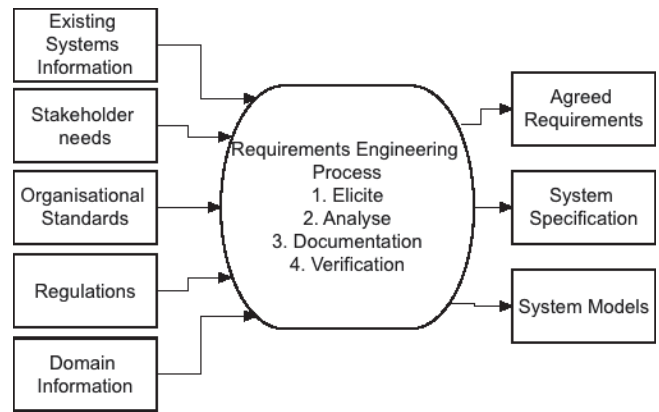 Existing
Systems
Information
Stakeholder
needs
Organisational
Standards
Regulations
Domain
Information
Requirements Engineering
Process
1. Elicite
2. Analyse
3. Documentation
4. Verification
Agreed
Requirements
System
Specification
System Models